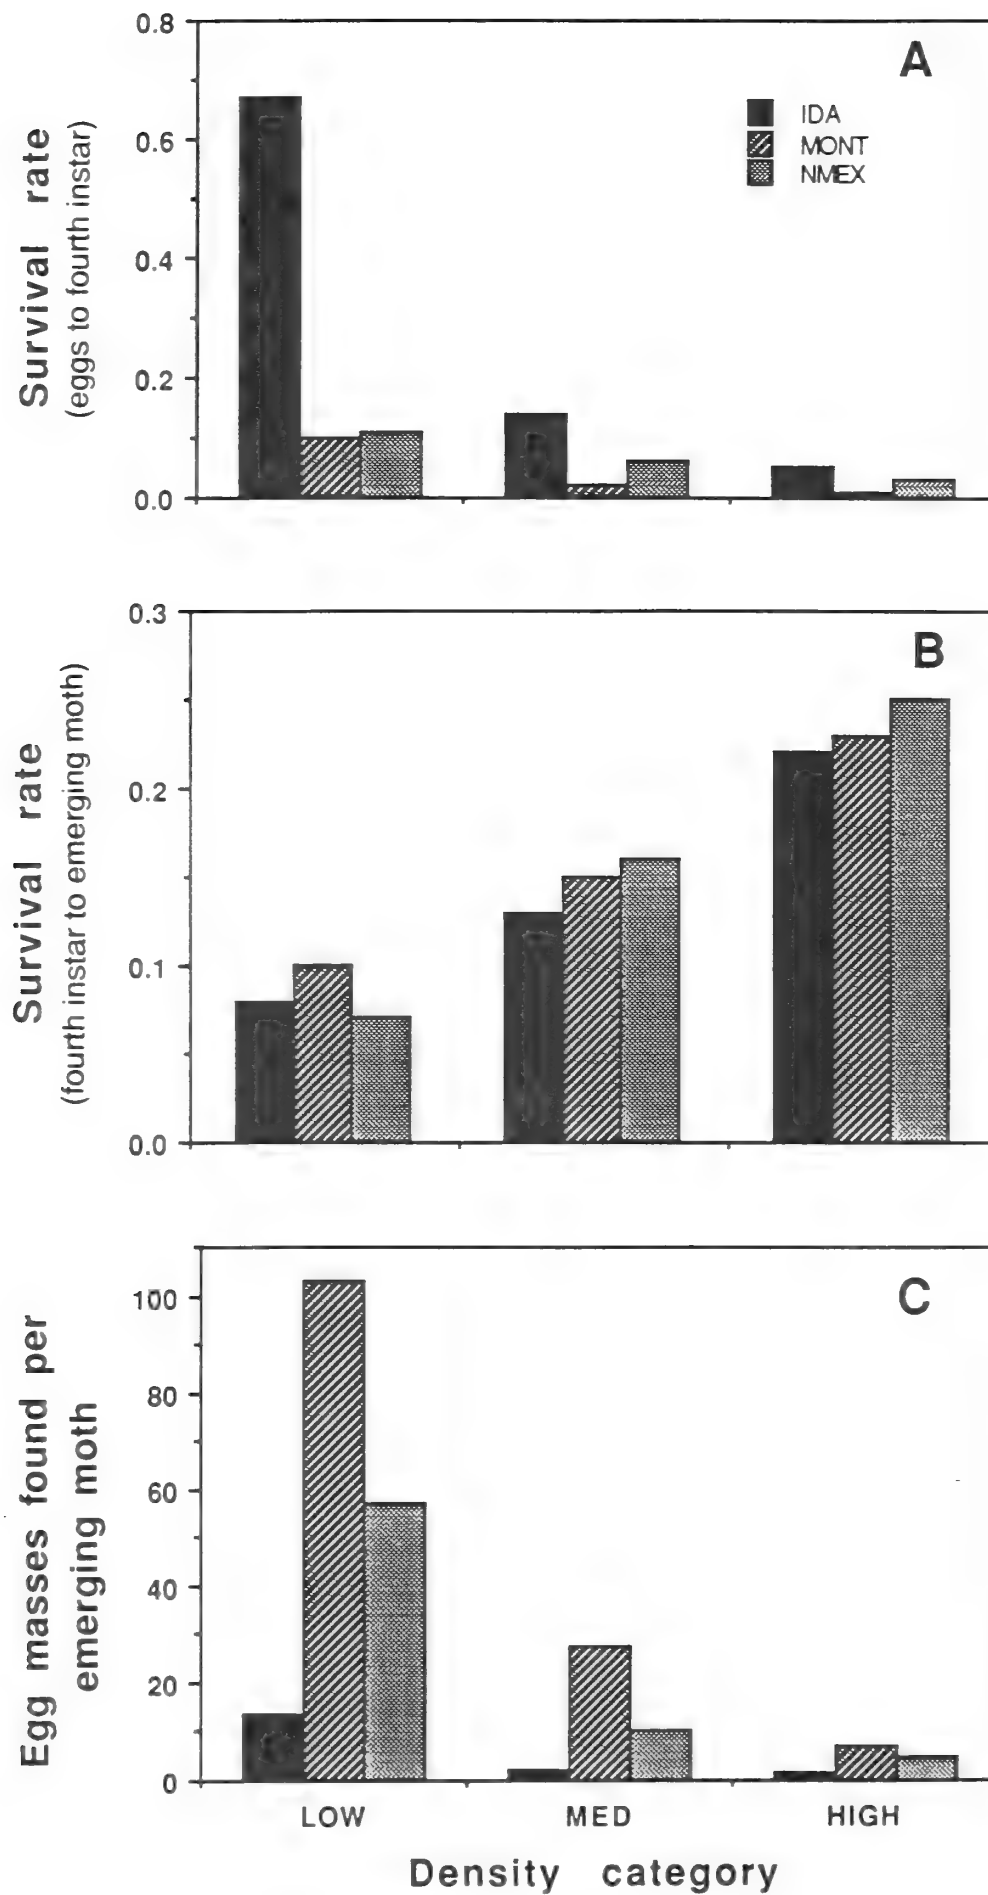 A
IDA
MONT
NMEX
Survival rate
(eggs to fourth instar)
0.8
0.6
0.4
0.2
0.0
B
Survival rate
(fourth instar to emerging moth)
0.3
0.2
0.1
0.0
C
Egg masses found per
emerging moth
100
80
60
40
20
0
LOW MED HIGH
Density category